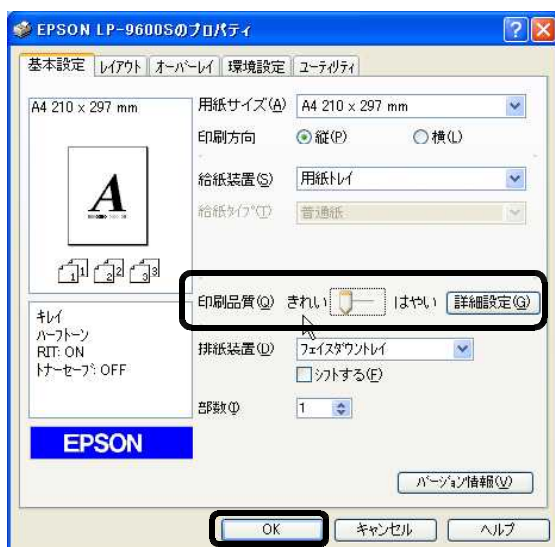 EPSON LP-9600Sのプロパティ
基本設定 レイアウト オーバーレイ 環境設定 ユーティリティ
A4 210 x 297 mm
A
1 1 2 2 3 3
キレイ
ハーフトーン
RIT: ON
トナーセーブ: OFF
EPSON
用紙サイズ(A) A4 210 x 297 mm
印刷方向 縦(P) 横(L)
給紙装置(S) 用紙トレイ
給紙タイプ(T) 普通紙
印刷品質(Q) きれい はやい 詳細設定(G)
排紙装置(D) フェイスダウントレイ
シフトする(F)
部数(I) 1
バージョン情報(V)
OK キャンセル ヘルプ